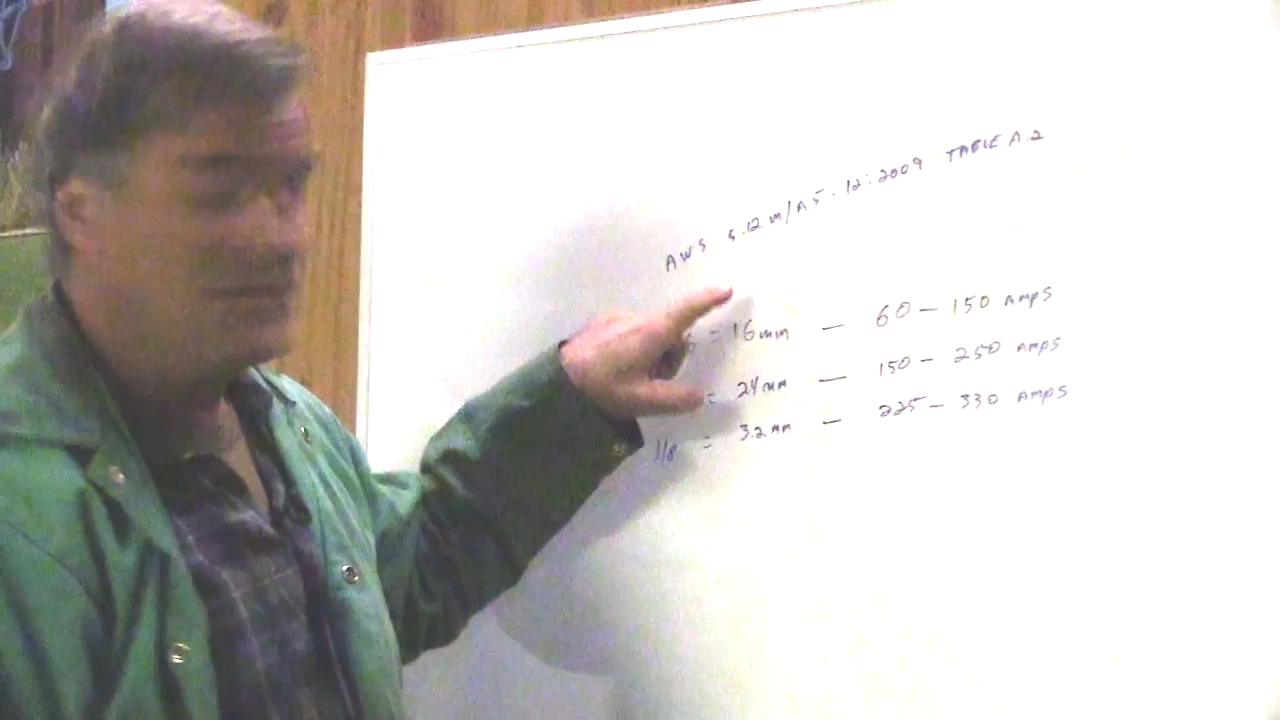 AWS 5.12M/A5.12:2009 TABLE A.2
= 16mm — 60 — 150 AMPS
= 24mm — 150 — 250 AMPS
1/8 = 3.2mm — 225 — 330 AMPS